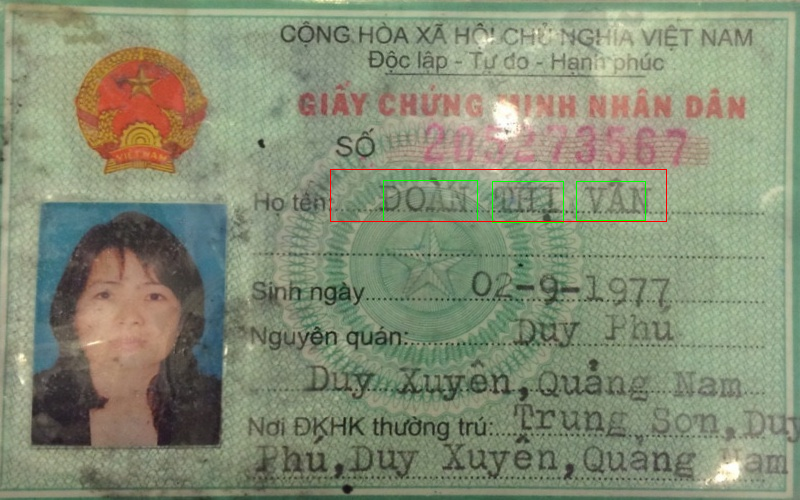 CỘNG HÒA XÃ HỘI CHỦ NGHĨA VIỆT NAM
Độc lập - Tự do - Hạnh phúc
GIẤY CHỨNG MINH NHÂN DÂN
SỐ 205273567
Họ tên: ĐOÀN THỊ VÂN
Sinh ngày 02-9-1977
Nguyên quán: Duy Phú
Duy Xuyên, Quảng Nam
Nơi ĐKHK thường trú: Trung Sơn, Duy
Phú, Duy Xuyên, Quảng Nam
VIỆT NAM